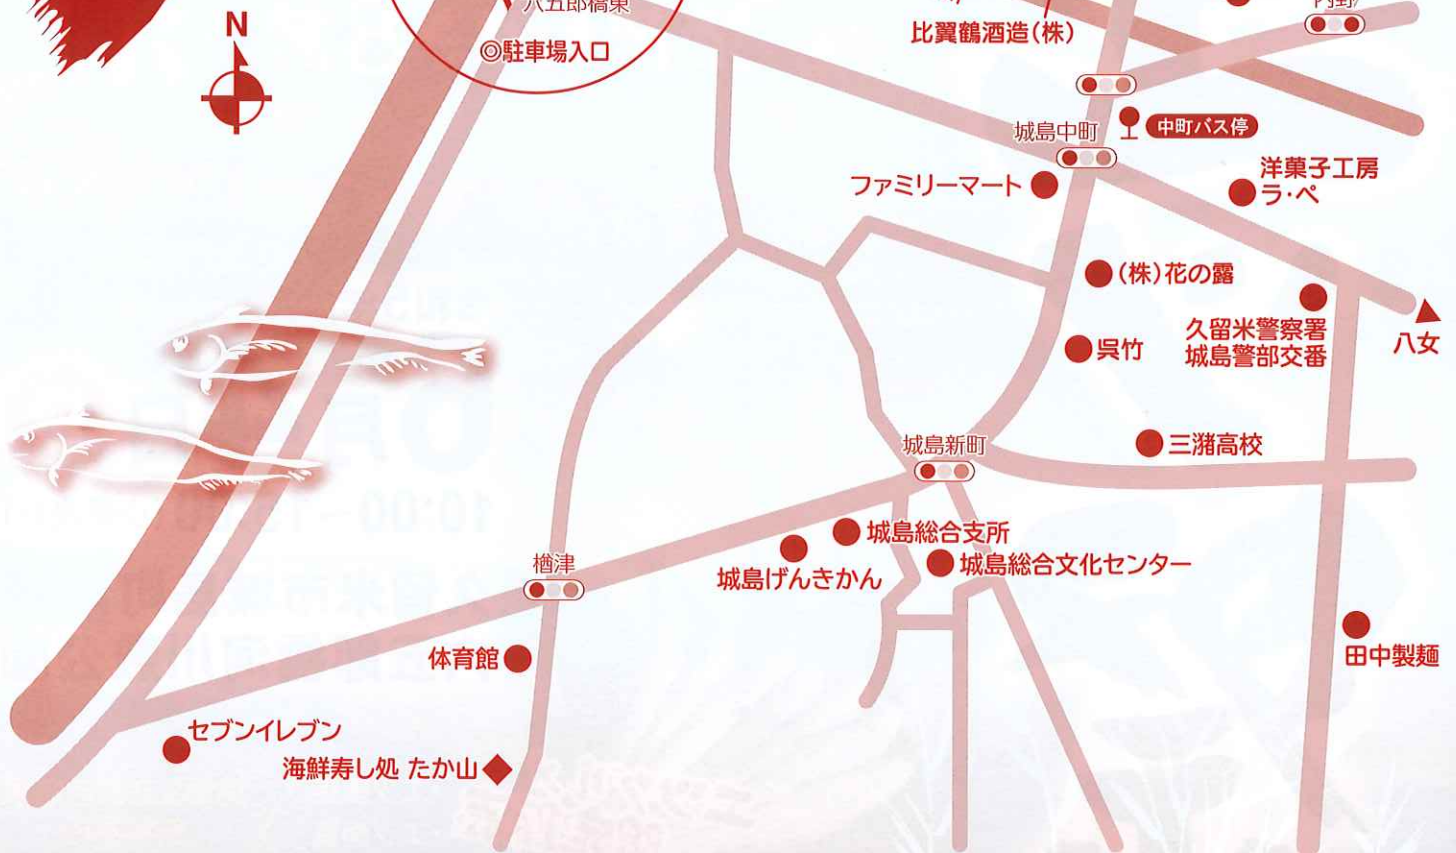 八五郎橋東
◎駐車場入口
N
比翼鶴酒造(株)
内野
城島中町
中町バス停
ファミリーマート
洋菓子工房
ラ・ペ
(株)花の露
久留米警察署
城島警部交番
八女
呉竹
三潴高校
城島新町
城島総合支所
城島げんきかん
城島総合文化センター
楢津
体育館
田中製麺
セブンイレブン
海鮮寿し処 たか山
10:00~15:00